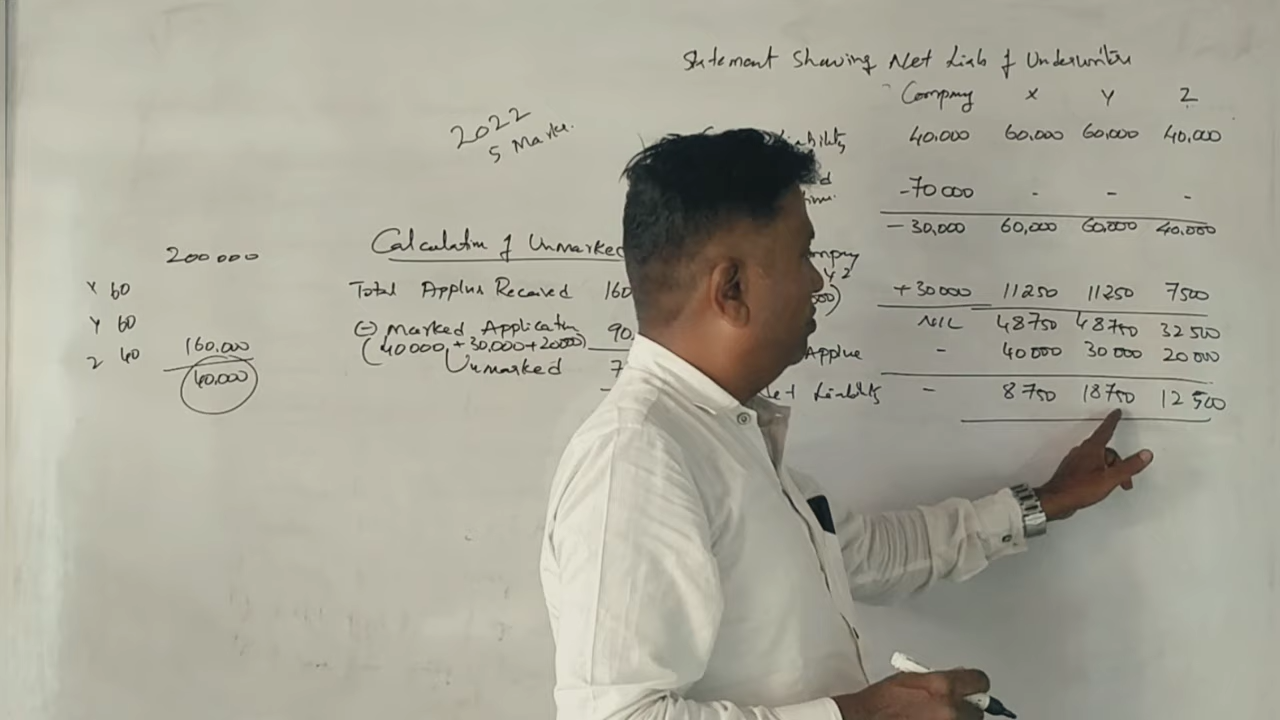 Statement Showing Net Liab of Underwriter
Company X Y Z
2022
5 Marks.
40,000 60,000 60,000 40,000
-70000 - - -
-30,000 60,000 60,000 40,000
200000
X 60
Y 60
Z 40
160.000
40.000
Calculation of Unmarked
Total Applns Received 160
(-) Marked Application 90,
(40000 + 30,000 + 20000)
Unmarked 7
+30000 11250 11250 7500
NIL 48750 48750 32500
- 40000 30000 20000
Liability - 8750 18750 12500